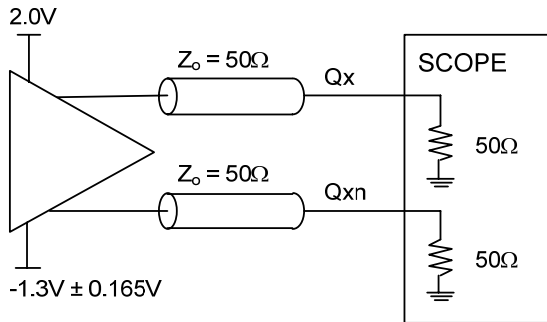 2.0V
Zo = 50Ω
Qx
SCOPE
50Ω
Zo = 50Ω
Qxn
50Ω
-1.3V ± 0.165V